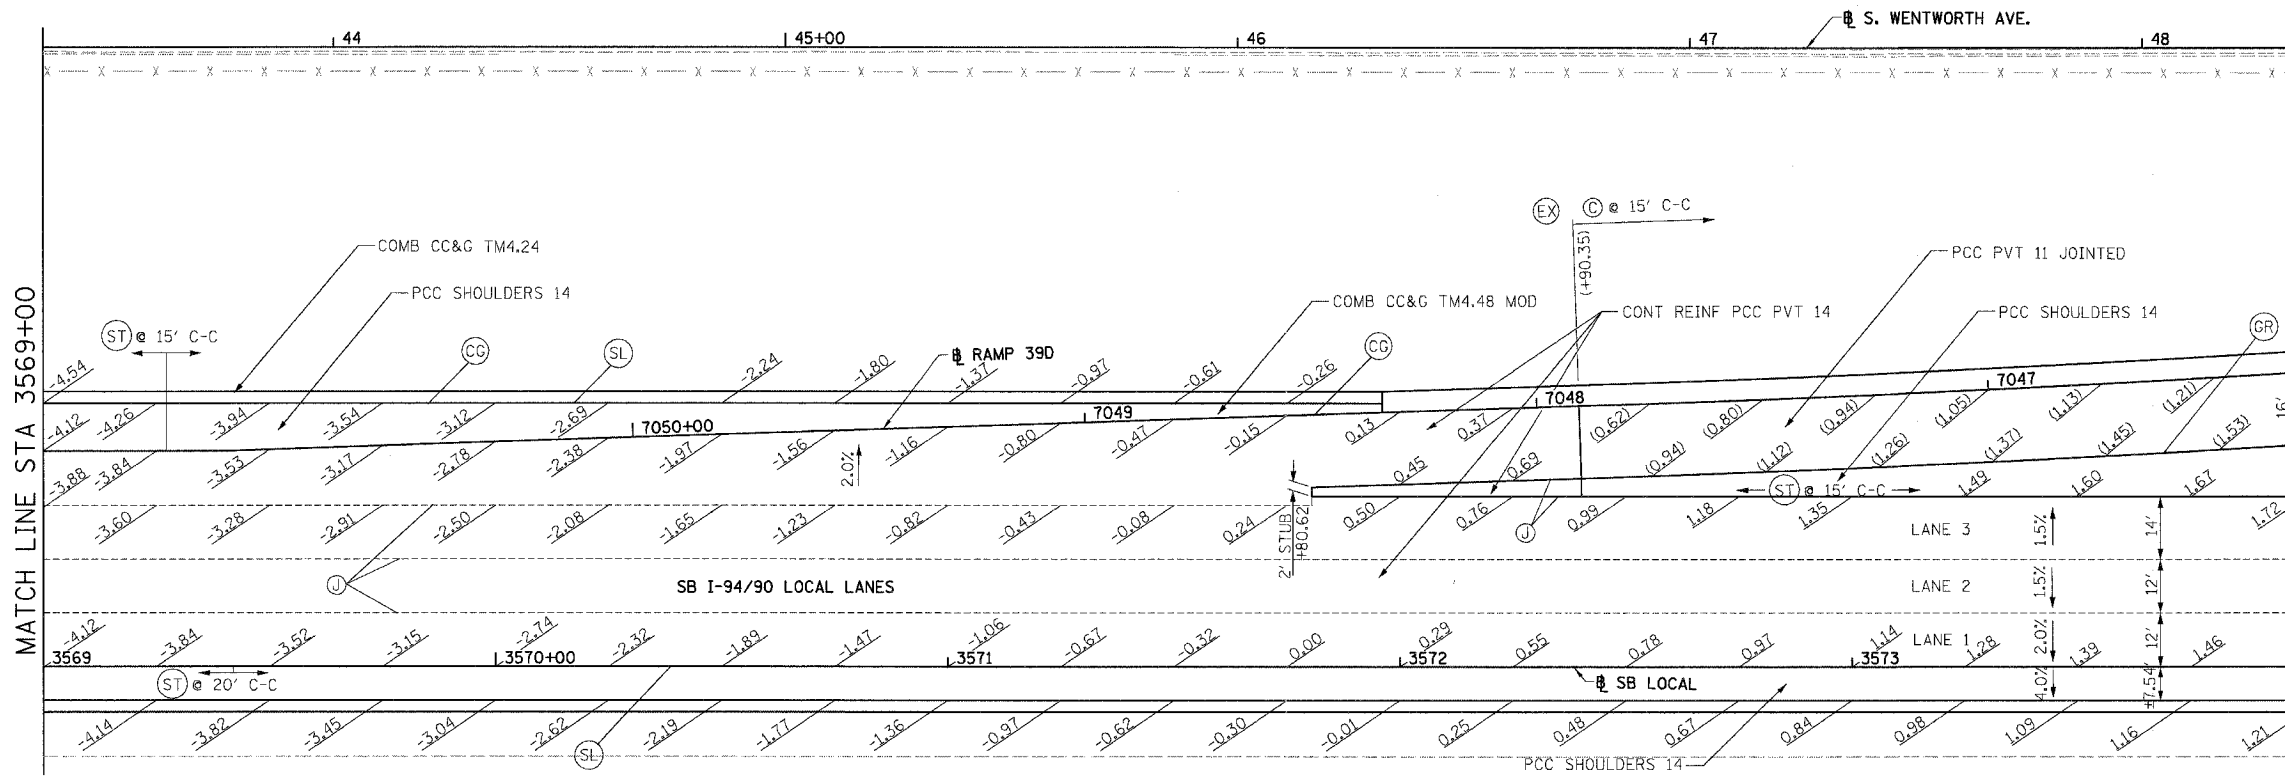 ℄ S. WENTWORTH AVE.
44 45+00 46 47 48
X X X X X X X X X X X X X X X X X X X X X X X X X X X X X X X X X X X X X X X X X X
EX C @ 15' C-C
(+90.35)
COMB CC&G TM4.24
PCC PVT 11 JOINTED
PCC SHOULDERS 14
COMB CC&G TM4.48 MOD
CONT REINF PCC PVT 14
PCC SHOULDERS 14
GR
ST @ 15' C-C
CG
SL
℄ RAMP 39D
CG
-4.54 -2.24 -1.80 -1.37 -0.97 -0.61 -0.26
7050+00 7049 7048 7047
-4.12 -4.26 -3.94 -3.54 -3.12 -2.69
0.13 0.37 (0.62) (0.80) (0.94) (1.05) (1.13) (1.21) 16'
-3.88 -3.84 -3.53 -3.17 -2.78 -2.38 -1.97 -1.56 -1.16 -0.80 -0.47 -0.15
2.0%
0.45 0.69 (0.94) (1.12) (1.26) (1.37) (1.45) (1.53)
ST @ 15' C-C
1.49 1.60 1.67
-3.60 -3.28 -2.91 -2.50 -2.08 -1.65 -1.23 -0.82 -0.43 -0.08 0.24 0.50 0.76 0.99 1.18 1.35 1.72
2' STUB
+80.62
J
LANE 3 1.5% 14'
J
SB I-94/90 LOCAL LANES
LANE 2 1.5% 12'
LANE 1 2.0% 12'
-4.12 -3.84 -3.52 -3.15 -2.74 -2.32 -1.89 -1.47 -1.06 -0.67 -0.32 0.00 0.29 0.55 0.78 0.97 1.14 1.28 1.39 1.46
3569 3570+00 3571 3572 3573
ST @ 20' C-C
℄ SB LOCAL
4.0% ±7.54'
-4.14 -3.82 -3.45 -3.04 -2.62 -2.19 -1.77 -1.36 -0.97 -0.62 -0.30 -0.01 0.25 0.48 0.67 0.84 0.98 1.09 1.16 1.21
SL
PCC SHOULDERS 14
MATCH LINE STA 3569+00